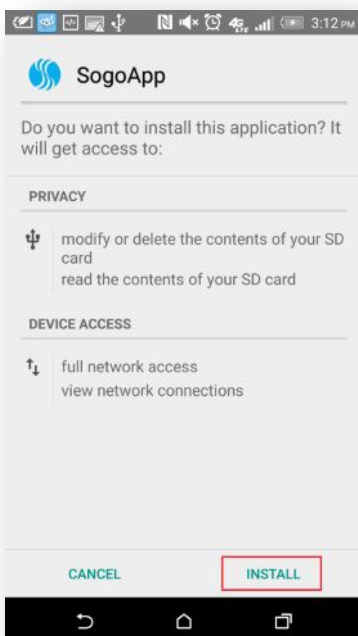 4G LTE 3:12 PM
SogoApp
Do you want to install this application? It
will get access to:
PRIVACY
modify or delete the contents of your SD
card
read the contents of your SD card
DEVICE ACCESS
full network access
view network connections
CANCEL INSTALL